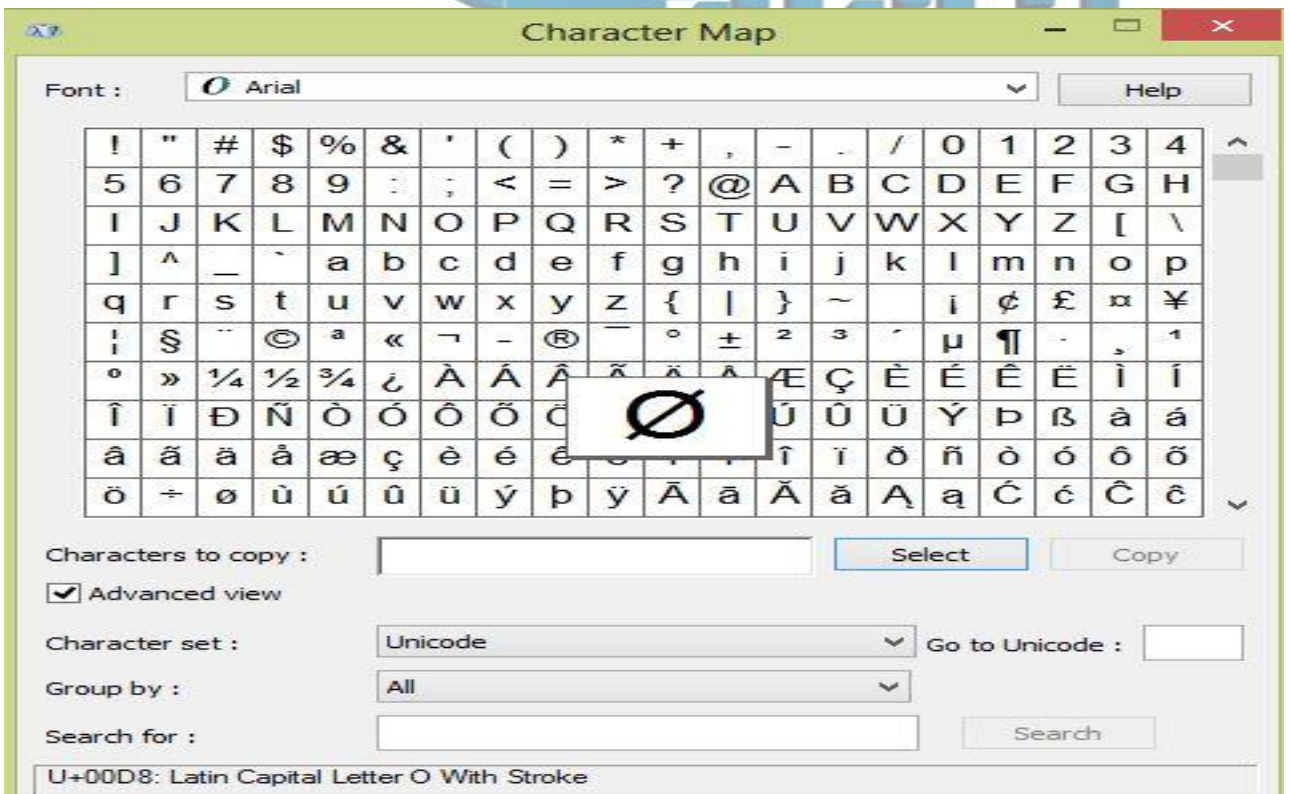 Character Map
Font : O Arial Help
! " # $ % & ' ( ) * + , - . / 0 1 2 3 4
5 6 7 8 9 : ; < = > ? @ A B C D E F G H
I J K L M N O P Q R S T U V W X Y Z [ \
] ^ _ ` a b c d e f g h i j k l m n o p
q r s t u v w x y z { | } ~ ¡ ¢ £ ¤ ¥
¦ § ¨ © ª « ¬ - ® ¯ ° ± ² ³ ´ µ ¶ · ¸ ¹
º » ¼ ½ ¾ ¿ À Á Â Ã Ä Å Æ Ç È É Ê Ë Ì Í
Î Ï Ð Ñ Ò Ó Ô Õ Ö Ø Ú Û Ü Ý Þ ß à á
â ã ä å æ ç è é ê î ï ð ñ ò ó ô õ
ö ÷ ø ù ú û ü ý þ ÿ Ā ā Ă ă Ą ą Ć ć Ĉ ĉ
Characters to copy : Select Copy
Advanced view
Character set : Unicode Go to Unicode :
Group by : All
Search for : Search
U+00D8: Latin Capital Letter O With Stroke